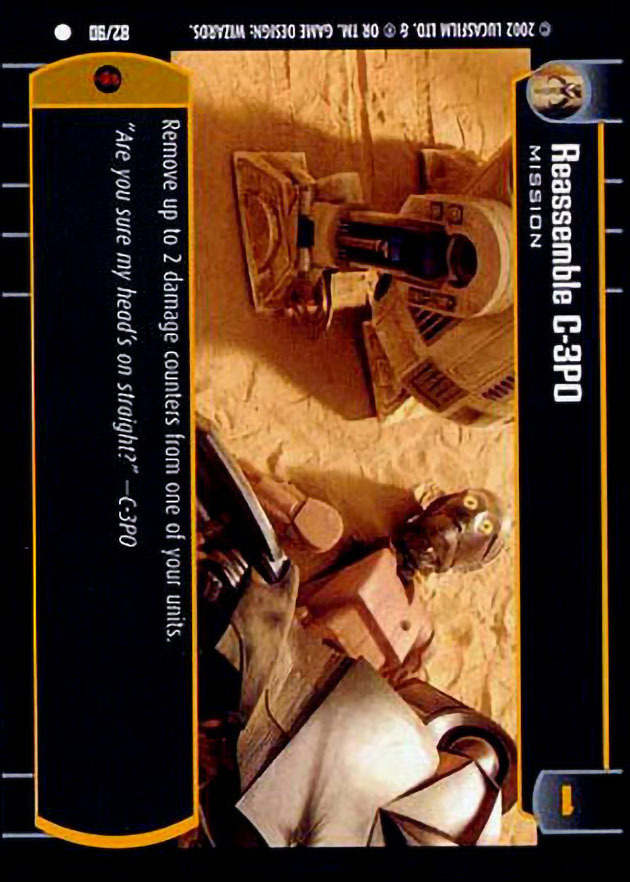 Reassemble C-3PO
MISSION
1
Remove up to 2 damage counters from one of your units.
"Are you sure my head's on straight?" —C-3PO
© 2002 LUCASFILM LTD. & ® OR TM. GAME DESIGN: WIZARDS.
82/90